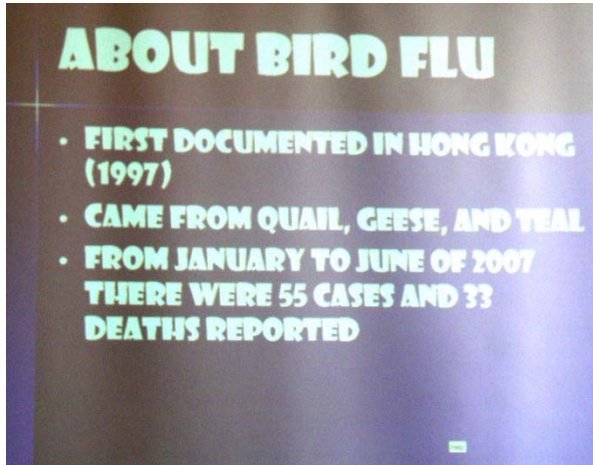 ABOUT BIRD FLU
• FIRST DOCUMENTED IN HONG KONG
(1997)
• CAME FROM QUAIL, GEESE, AND TEAL
• FROM JANUARY TO JUNE OF 2007
THERE WERE 55 CASES AND 33
DEATHS REPORTED